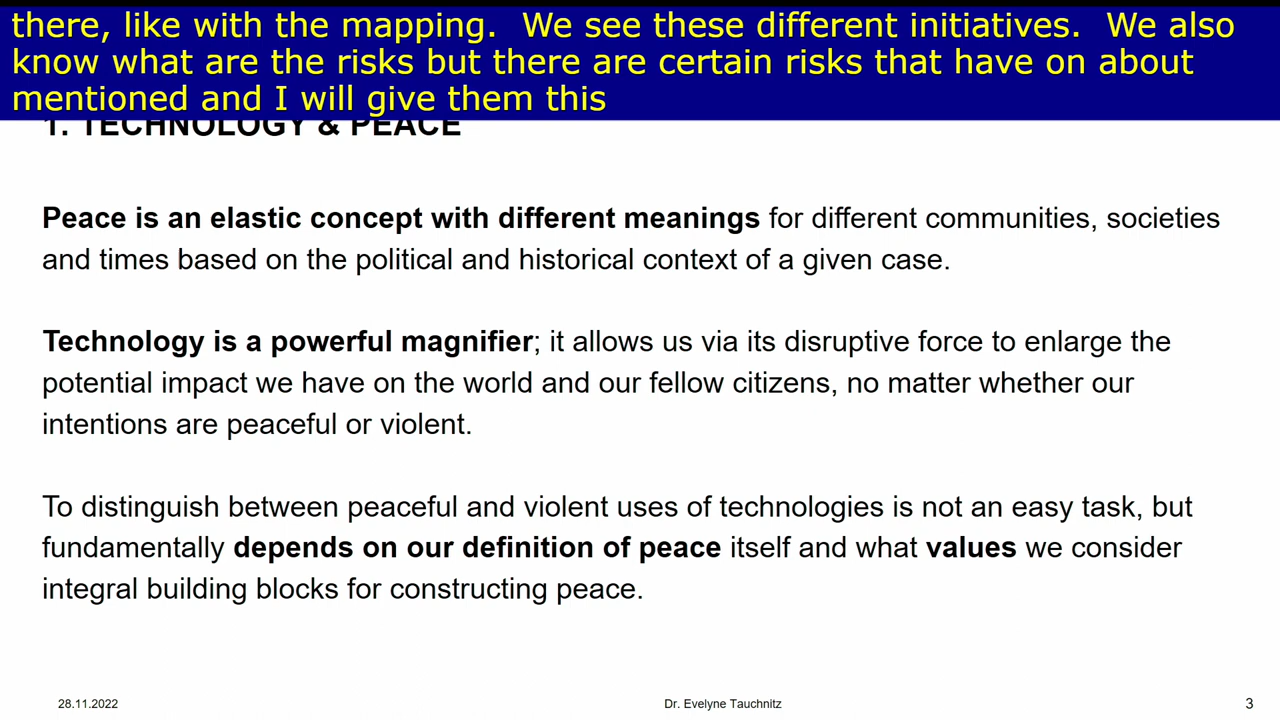 there, like with the mapping.  We see these different initiatives.  We also
know what are the risks but there are certain risks that have on about
mentioned and I will give them this
1. TECHNOLOGY & PEACE
Peace is an elastic concept with different meanings for different communities, societies
and times based on the political and historical context of a given case.
Technology is a powerful magnifier; it allows us via its disruptive force to enlarge the
potential impact we have on the world and our fellow citizens, no matter whether our
intentions are peaceful or violent.
To distinguish between peaceful and violent uses of technologies is not an easy task, but
fundamentally depends on our definition of peace itself and what values we consider
integral building blocks for constructing peace.
28.11.2022
Dr. Evelyne Tauchnitz
3